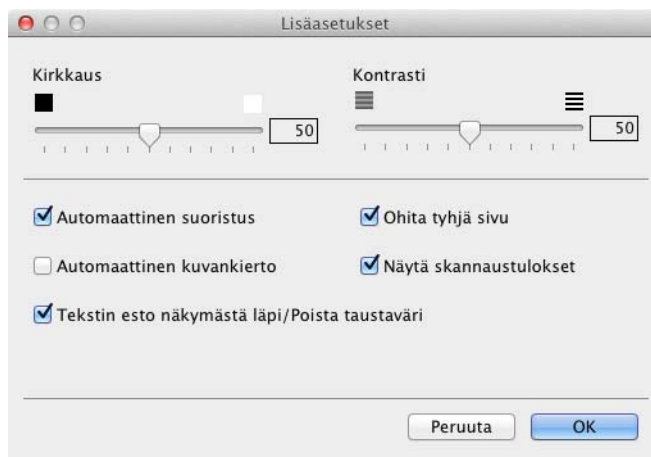 Lisäasetukset
Kirkkaus
Kontrasti
50
50
Automaattinen suoristus
Ohita tyhjä sivu
Automaattinen kuvankierto
Näytä skannaustulokset
Tekstin esto näkymästä läpi/Poista taustaväri
Peruuta
OK